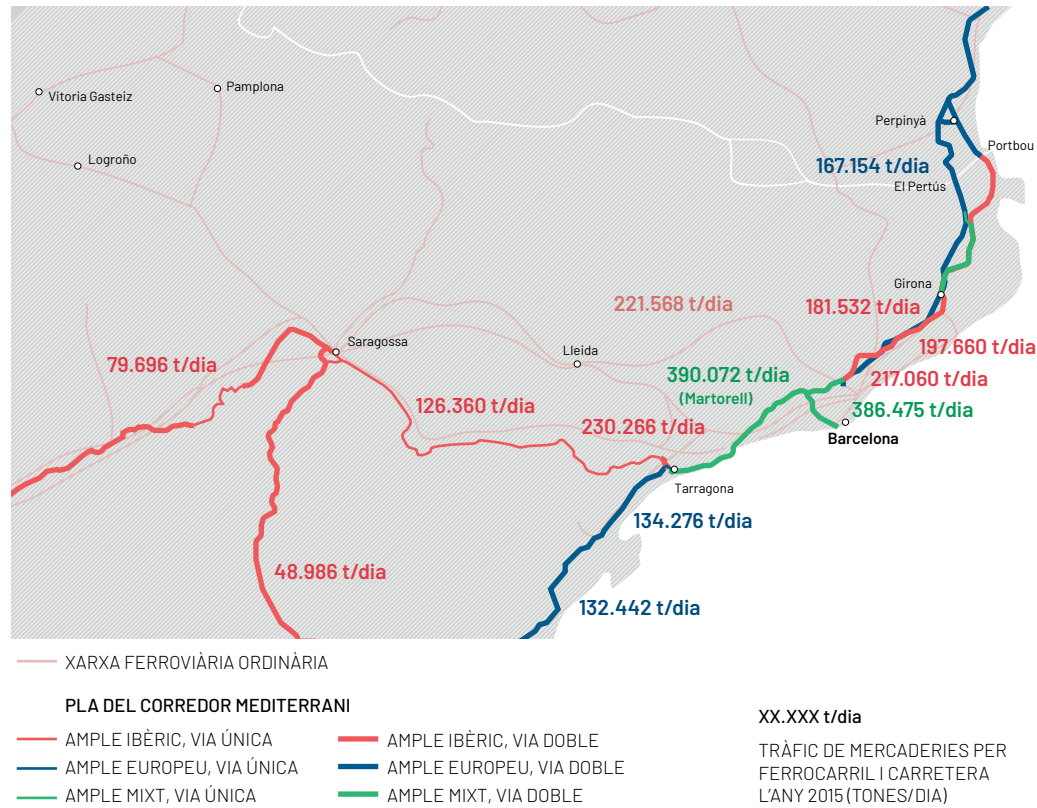 Vitoria Gasteiz
Pamplona
Logroño
Perpinyà
Portbou
167.154 t/dia
El Pertús
Girona
221.568 t/dia
181.532 t/dia
Saragossa
197.660 t/dia
79.696 t/dia
Lleida
390.072 t/dia
(Martorell)
217.060 t/dia
126.360 t/dia
386.475 t/dia
230.266 t/dia
Barcelona
Tarragona
134.276 t/dia
48.986 t/dia
132.442 t/dia
XARXA FERROVIÀRIA ORDINÀRIA
PLA DEL CORREDOR MEDITERRANI
AMPLE IBÈRIC, VIA ÚNICA
AMPLE EUROPEU, VIA ÚNICA
AMPLE MIXT, VIA ÚNICA
AMPLE IBÈRIC, VIA DOBLE
AMPLE EUROPEU, VIA DOBLE
AMPLE MIXT, VIA DOBLE
XX.XXX t/dia
TRÀFIC DE MERCADERIES PER
FERROCARRIL I CARRETERA
L'ANY 2015 (TONES/DIA)